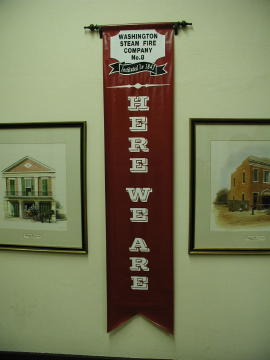 WASHINGTON
STEAM FIRE
COMPANY
No.8
HERE WE ARE